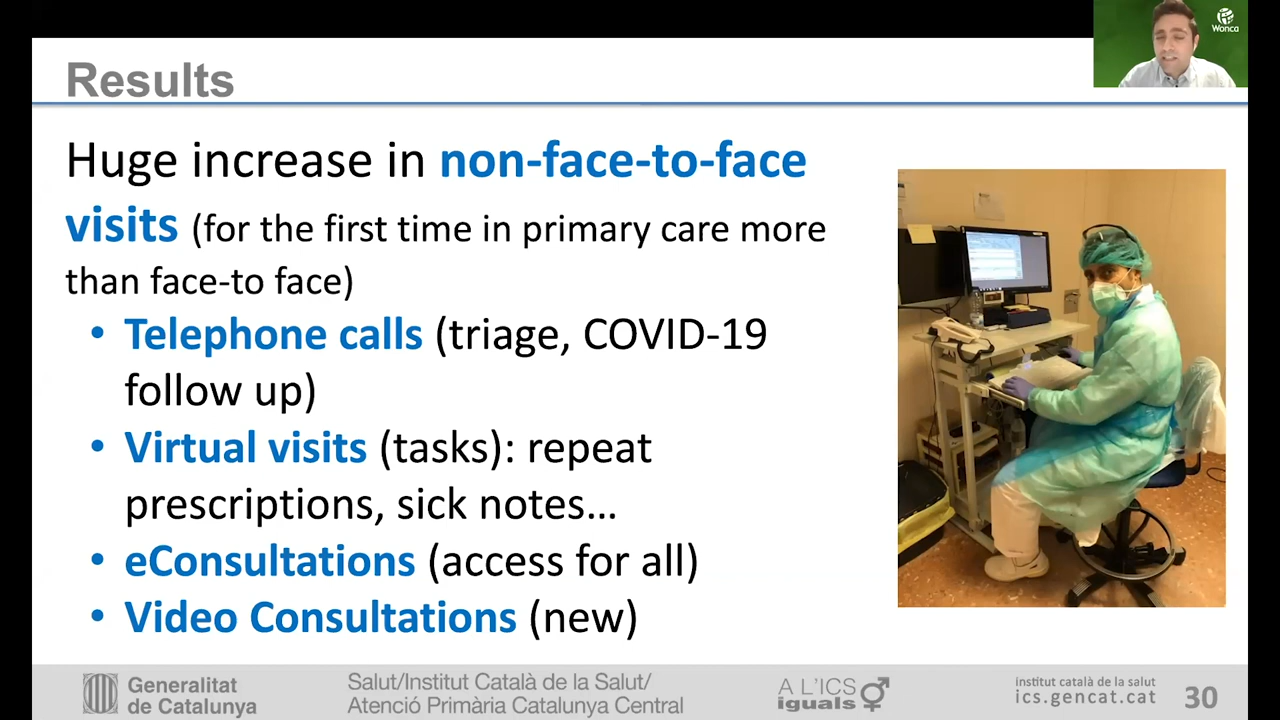 Wonca
Results
Huge increase in non-face-to-face
visits (for the first time in primary care more
than face-to face)
• Telephone calls (triage, COVID-19
follow up)
• Virtual visits (tasks): repeat
prescriptions, sick notes...
• eConsultations (access for all)
• Video Consultations (new)
Generalitat
de Catalunya
Salut/Institut Català de la Salut/
Atenció Primària Catalunya Central
A L'ICS
iguals
institut català de la salut
ics.gencat.cat
30